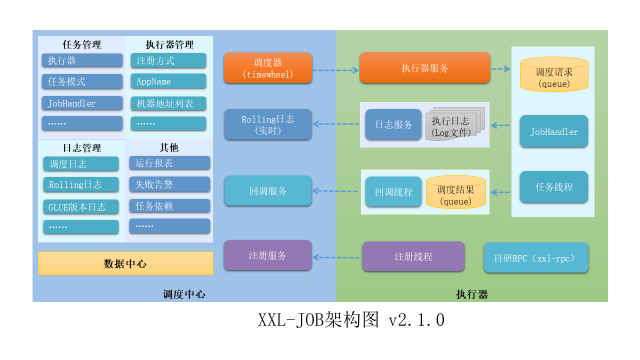 任务管理
执行器
任务模式
JobHandler
……
执行器管理
注册方式
AppName
机器地址列表
……
日志管理
调度日志
Rolling日志
GLUE版本日志
……
其他
运行报表
失败告警
任务依赖
……
数据中心
调度器
(timewheel)
Rolling日志
(实时)
回调服务
注册服务
调度中心
执行器服务
日志服务
执行日志
(Log文件)
回调线程
调度结果
(queue)
注册线程
调度请求
(queue)
JobHandler
任务线程
自研RPC（xxl-rpc）
执行器
XXL-JOB架构图 v2.1.0